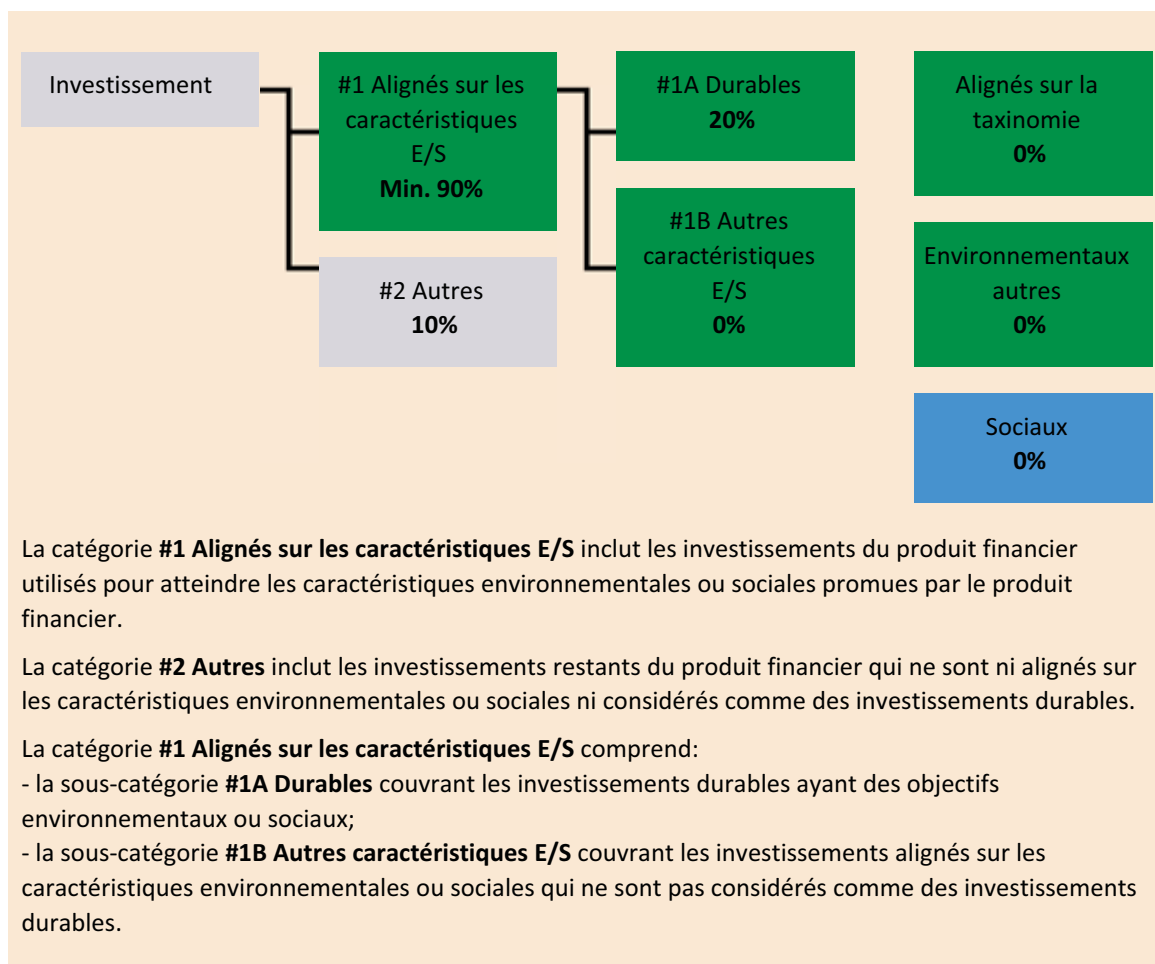 Investissement
#1 Alignés sur les
caractéristiques
E/S
Min. 90%
#2 Autres
10%
#1A Durables
20%
#1B Autres
caractéristiques
E/S
0%
Alignés sur la
taxinomie
0%
Environnementaux
autres
0%
Sociaux
0%
La catégorie #1 Alignés sur les caractéristiques E/S inclut les investissements du produit financier
utilisés pour atteindre les caractéristiques environnementales ou sociales promues par le produit
financier.
La catégorie #2 Autres inclut les investissements restants du produit financier qui ne sont ni alignés sur
les caractéristiques environnementales ou sociales ni considérés comme des investissements durables.
La catégorie #1 Alignés sur les caractéristiques E/S comprend:
- la sous-catégorie #1A Durables couvrant les investissements durables ayant des objectifs
environnementaux ou sociaux;
- la sous-catégorie #1B Autres caractéristiques E/S couvrant les investissements alignés sur les
caractéristiques environnementales ou sociales qui ne sont pas considérés comme des investissements
durables.